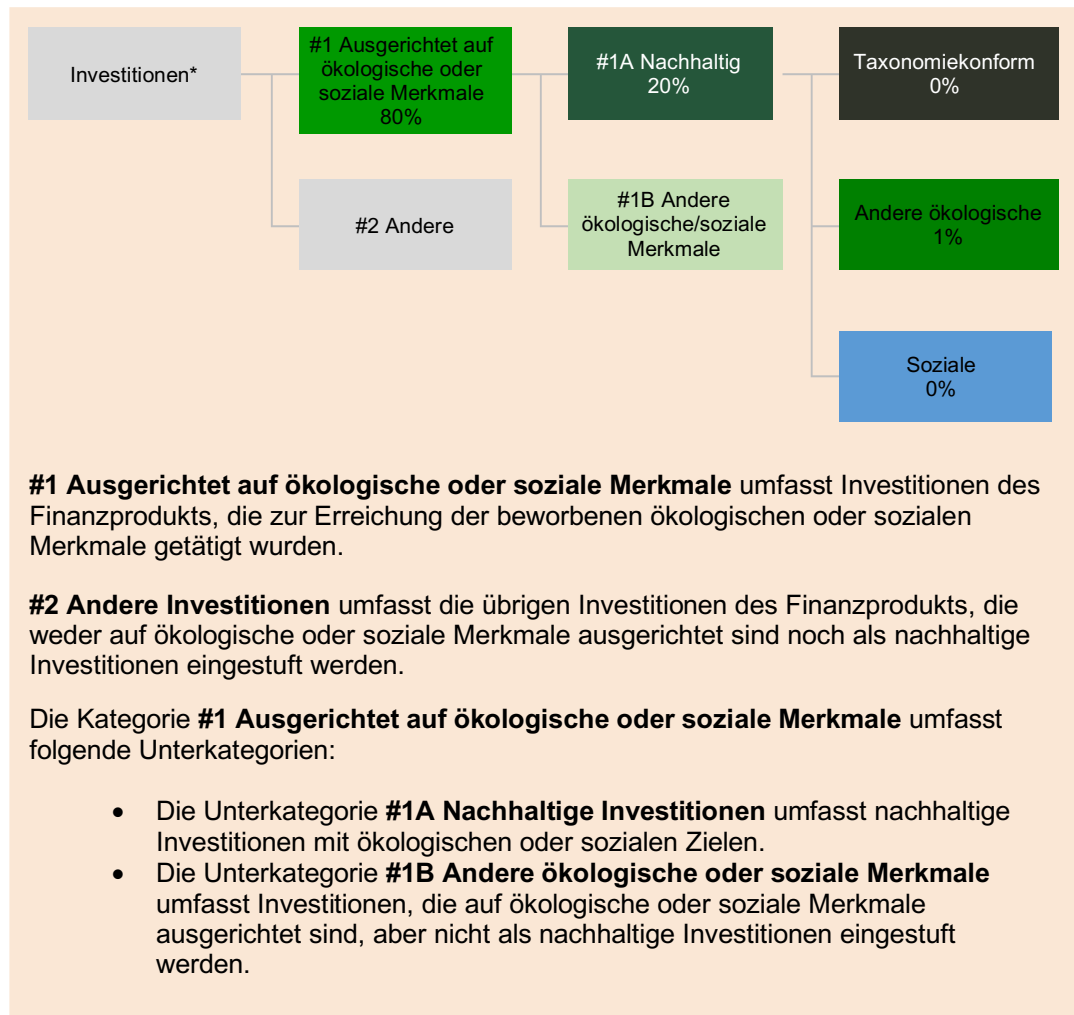 Investitionen*
#1 Ausgerichtet auf
ökologische oder
soziale Merkmale
80%
#1A Nachhaltig
20%
Taxonomiekonform
0%
#2 Andere
#1B Andere
ökologische/soziale
Merkmale
Andere ökologische
1%
Soziale
0%
#1 Ausgerichtet auf ökologische oder soziale Merkmale umfasst Investitionen des
Finanzprodukts, die zur Erreichung der beworbenen ökologischen oder sozialen
Merkmale getätigt wurden.
#2 Andere Investitionen umfasst die übrigen Investitionen des Finanzprodukts, die
weder auf ökologische oder soziale Merkmale ausgerichtet sind noch als nachhaltige
Investitionen eingestuft werden.
Die Kategorie #1 Ausgerichtet auf ökologische oder soziale Merkmale umfasst
folgende Unterkategorien:
• Die Unterkategorie #1A Nachhaltige Investitionen umfasst nachhaltige
Investitionen mit ökologischen oder sozialen Zielen.
• Die Unterkategorie #1B Andere ökologische oder soziale Merkmale
umfasst Investitionen, die auf ökologische oder soziale Merkmale
ausgerichtet sind, aber nicht als nachhaltige Investitionen eingestuft
werden.